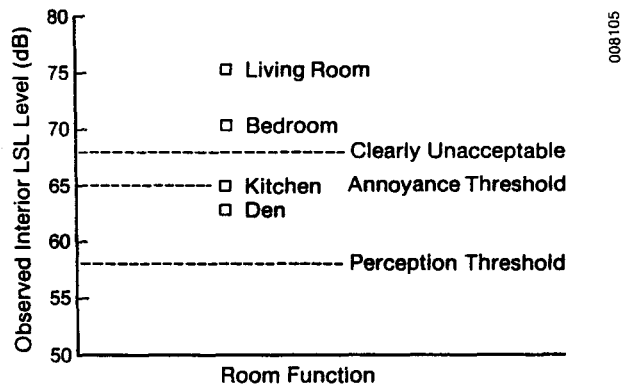 008105
Observed Interior LSL Level (dB)
80
75
70
65
60
55
50
Living Room
Bedroom
Clearly Unacceptable
Kitchen Annoyance Threshold
Den
Perception Threshold
Room Function